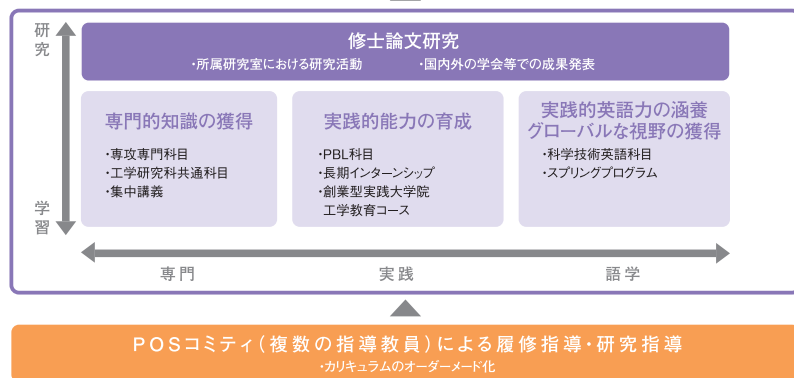 研究
修士論文研究
・所属研究室における研究活動 ・国内外の学会等での成果発表
専門的知識の獲得
・専攻専門科目
・工学研究科共通科目
・集中講義
実践的能力の育成
・PBL科目
・長期インターンシップ
・創業型実践大学院
工学教育コース
実践的英語力の涵養
グローバルな視野の獲得
・科学技術英語科目
・スプリングプログラム
学習
専門 実践 語学
POSコミティ(複数の指導教員)による履修指導・研究指導
・カリキュラムのオーダーメード化